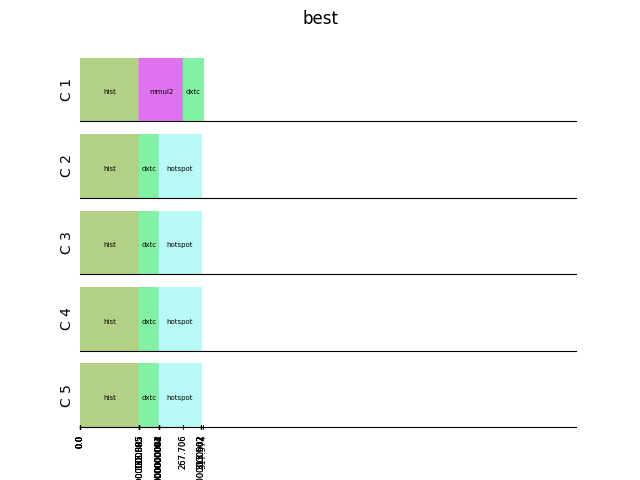 best
C 1
hist
mmul2
dxtc
C 2
hist
dxtc
hotspot
C 3
hist
dxtc
hotspot
C 4
hist
dxtc
hotspot
C 5
hist
dxtc
hotspot
0.0
267.706